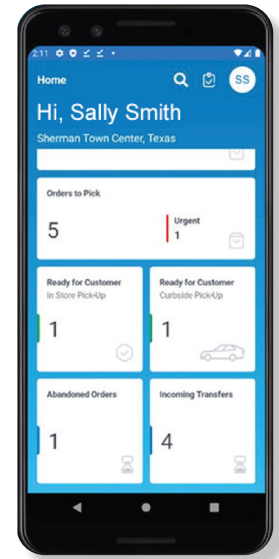 2:11
Home
SS
Hi, Sally Smith
Sherman Town Center, Texas
Orders to Pick
5
Urgent
1
Ready for Customer
In Store Pick-Up
1
Ready for Customer
Curbside Pick-Up
1
Abandoned Orders
1
Incoming Transfers
4